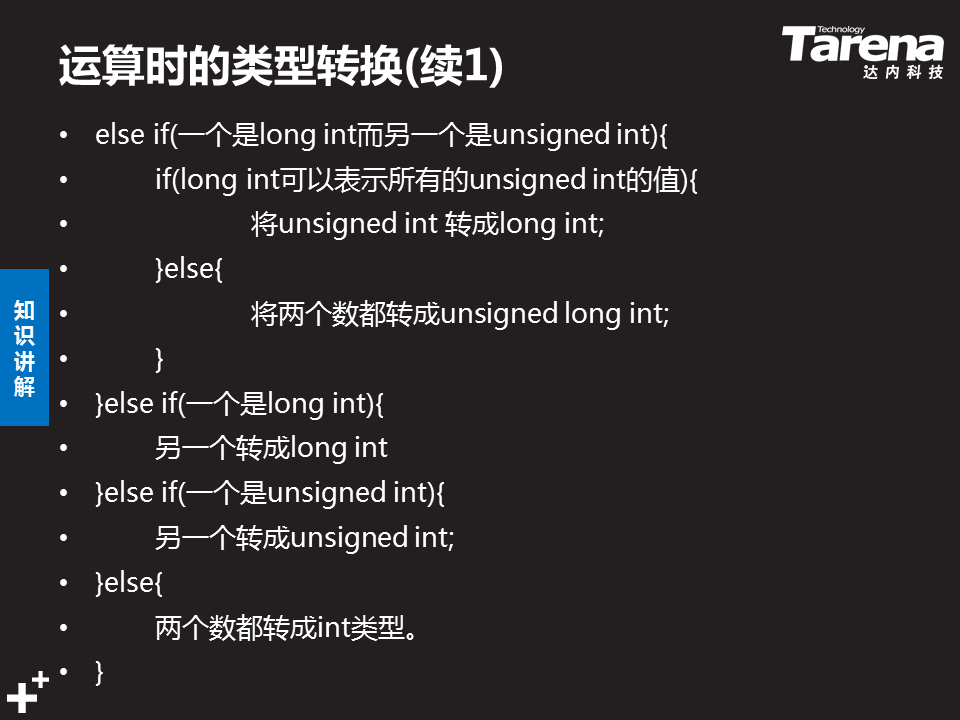 运算时的类型转换(续1)
Technology
Tarena
达内科技
• else if(一个是long int而另一个是unsigned int){
• if(long int可以表示所有的unsigned int的值){
• 将unsigned int 转成long int;
• }else{
• 将两个数都转成unsigned long int;
• }
• }else if(一个是long int){
• 另一个转成long int
• }else if(一个是unsigned int){
• 另一个转成unsigned int;
• }else{
• 两个数都转成int类型。
• }
知识讲解